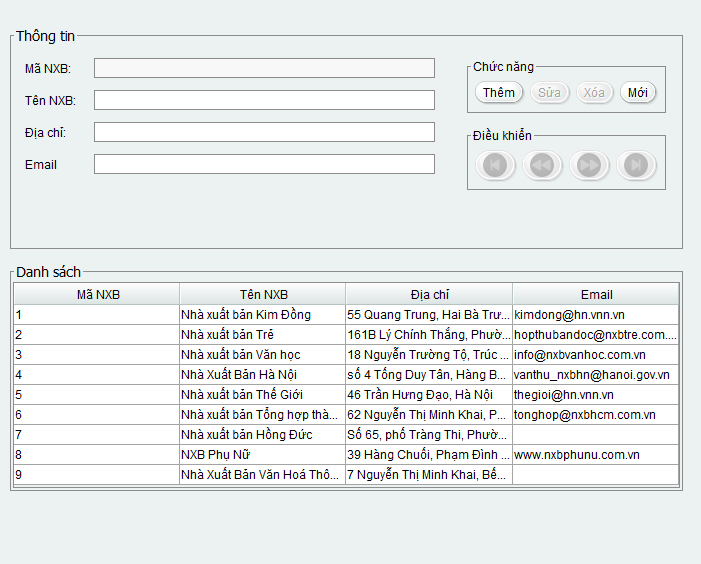 Thông tin
Mã NXB:
Tên NXB:
Địa chỉ:
Email
Chức năng
Thêm Sửa Xóa Mới
Điều khiển
Danh sách
Mã NXB Tên NXB Địa chỉ Email
1 Nhà xuất bản Kim Đồng 55 Quang Trung, Hai Bà Trư... kimdong@hn.vnn.vn
2 Nhà xuất bản Trẻ 161B Lý Chính Thắng, Phườ... hopthubandoc@nxbtre.com....
3 Nhà xuất bản Văn học 18 Nguyễn Trường Tộ, Trúc ... info@nxbvanhoc.com.vn
4 Nhà Xuất Bản Hà Nội số 4 Tống Duy Tân, Hàng B... vanthu_nxbhn@hanoi.gov.vn
5 Nhà xuất bản Thế Giới 46 Trần Hưng Đạo, Hà Nội thegioi@hn.vnn.vn
6 Nhà xuất bản Tổng hợp thà... 62 Nguyễn Thị Minh Khai, P... tonghop@nxbhcm.com.vn
7 Nhà xuất bản Hồng Đức Số 65, phố Tràng Thi, Phườ...
8 NXB Phụ Nữ 39 Hàng Chuối, Phạm Đình ... www.nxbphunu.com.vn
9 Nhà Xuất Bản Văn Hoá Thô... 7 Nguyễn Thị Minh Khai, Bế...